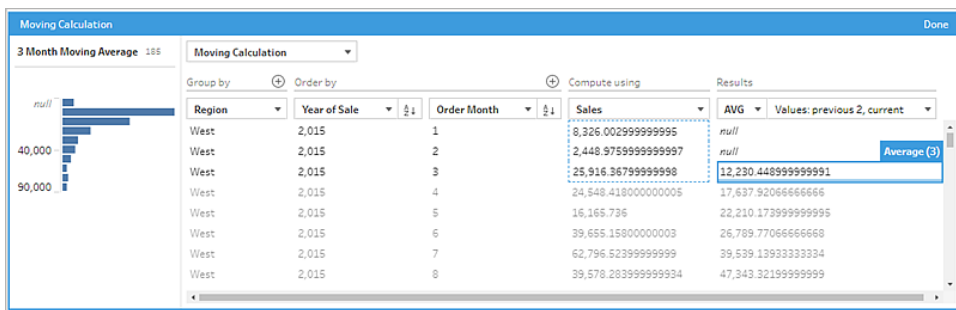 Moving Calculation Done
3 Month Moving Average 185
Moving Calculation
Group by Order by Compute using Results
null
Region Year of Sale Order Month Sales AVG Values: previous 2, current
West 2,015 1 8,326.002999999995 null
40,000 West 2,015 2 2,448.9759999999997 null Average (3)
West 2,015 3 25,916.36799999998 12,230.448999999991
90,000 West 2,015 4 24,548.418000000005 17,637.92066666666
West 2,015 5 16,165.736 22,210.173999999995
West 2,015 6 39,655.15800000003 26,789.77066666668
West 2,015 7 62,796.52399999999 39,539.13933333334
West 2,015 8 39,578.283999999934 47,343.32199999999